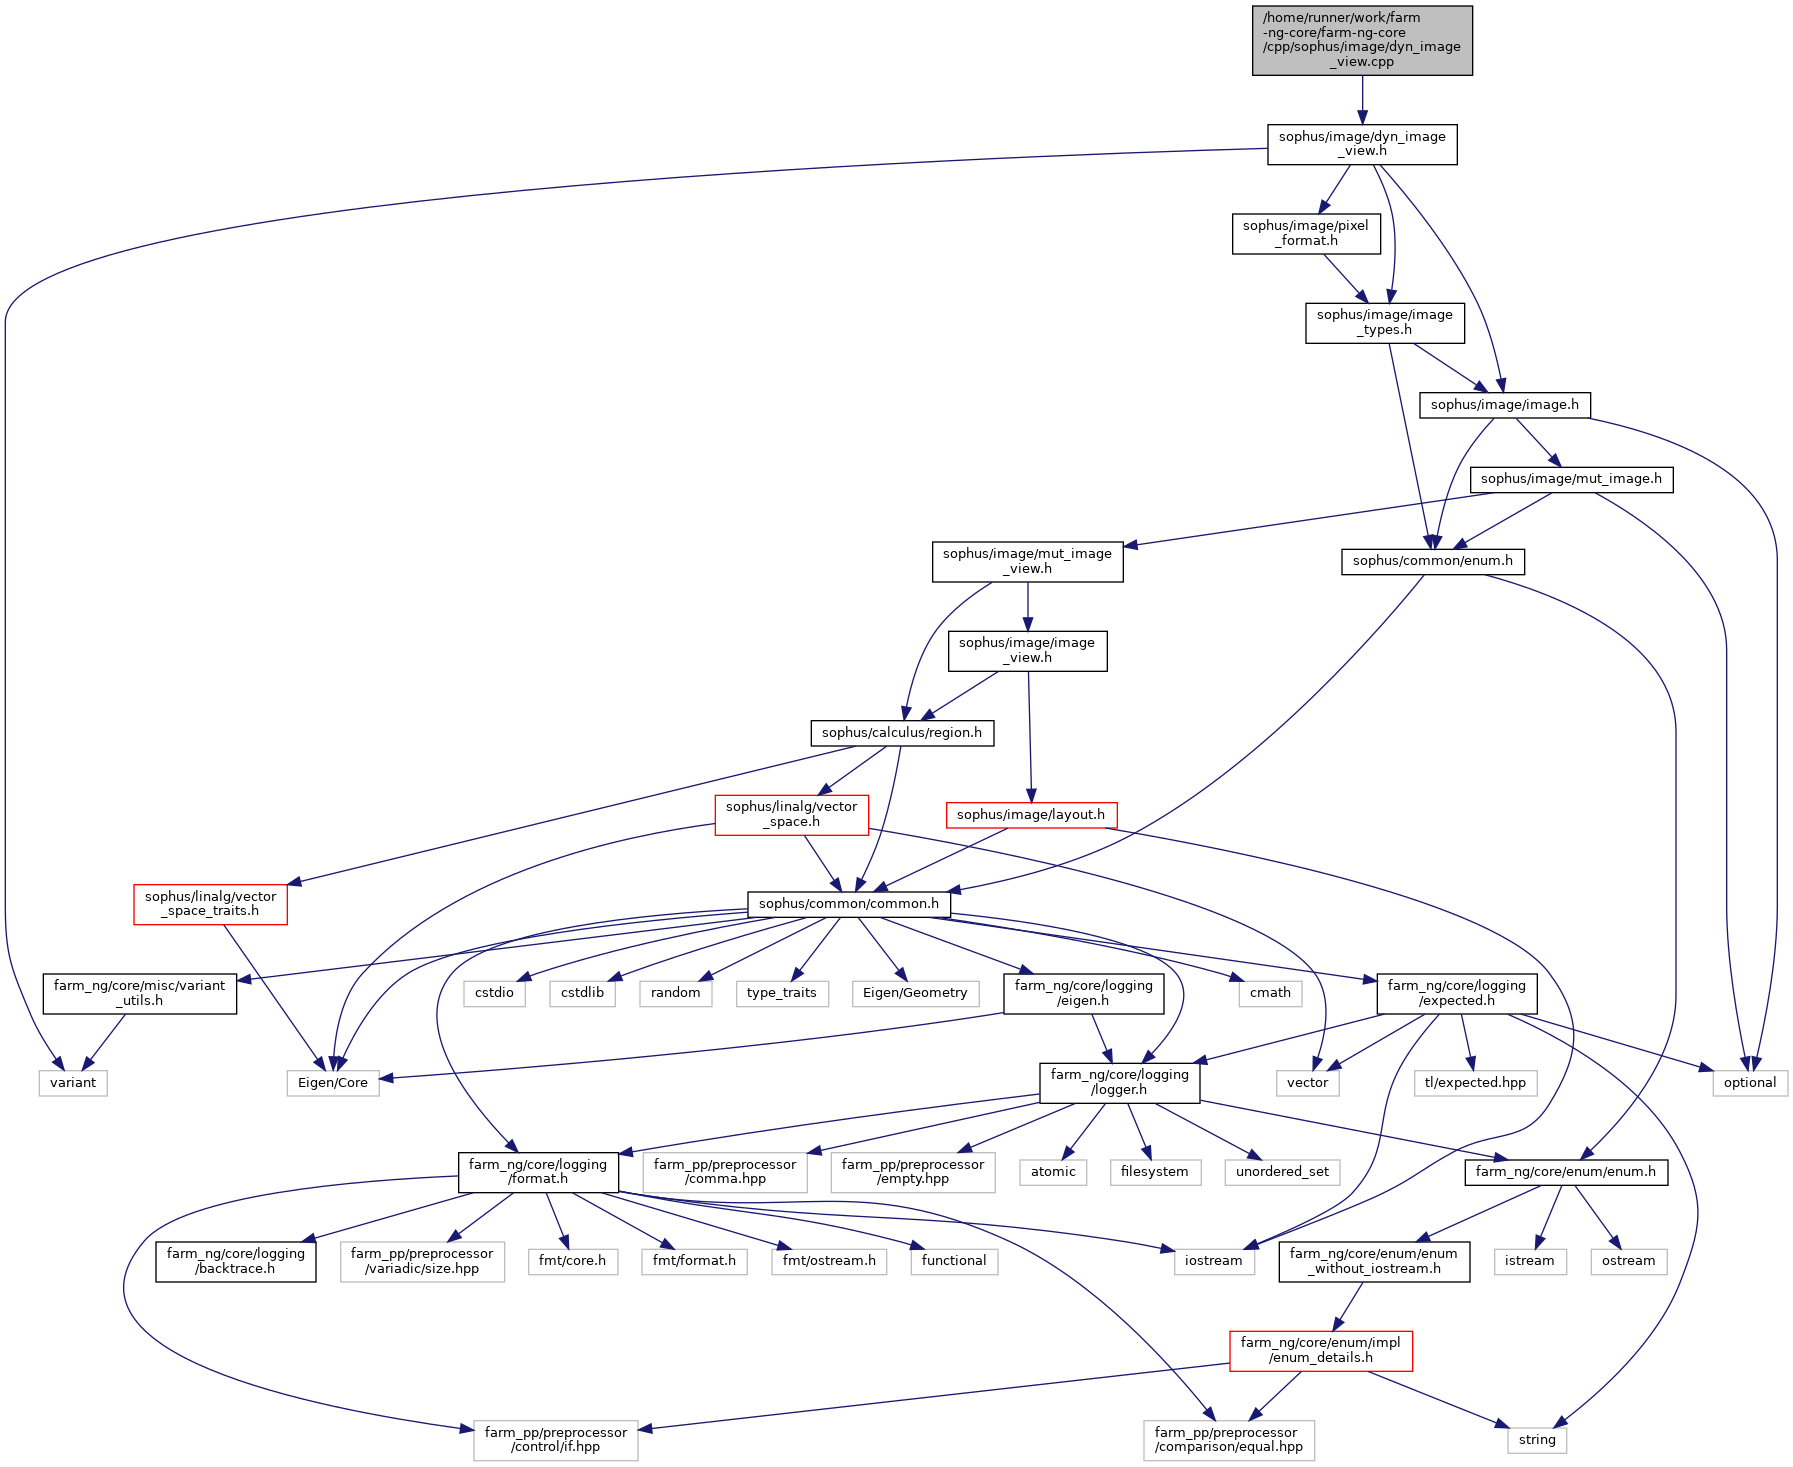 /home/runner/work/farm
-ng-core/farm-ng-core
/cpp/sophus/image/dyn_image
_view.cpp
sophus/image/dyn_image
_view.h
sophus/image/pixel
_format.h
sophus/image/image
_types.h
sophus/image/image.h
sophus/image/mut_image.h
sophus/image/mut_image
_view.h
sophus/common/enum.h
sophus/image/image
_view.h
sophus/calculus/region.h
sophus/linalg/vector
_space.h
sophus/image/layout.h
sophus/linalg/vector
_space_traits.h
sophus/common/common.h
farm_ng/core/misc/variant
_utils.h
cstdio
cstdlib
random
type_traits
Eigen/Geometry
farm_ng/core/logging
/eigen.h
cmath
farm_ng/core/logging
/expected.h
variant
Eigen/Core
farm_ng/core/logging
/logger.h
vector
tl/expected.hpp
optional
farm_ng/core/logging
/format.h
farm_pp/preprocessor
/comma.hpp
farm_pp/preprocessor
/empty.hpp
atomic
filesystem
unordered_set
farm_ng/core/enum/enum.h
farm_ng/core/logging
/backtrace.h
farm_pp/preprocessor
/variadic/size.hpp
fmt/core.h
fmt/format.h
fmt/ostream.h
functional
iostream
farm_ng/core/enum/enum
_without_iostream.h
istream
ostream
farm_ng/core/enum/impl
/enum_details.h
farm_pp/preprocessor
/control/if.hpp
farm_pp/preprocessor
/comparison/equal.hpp
string